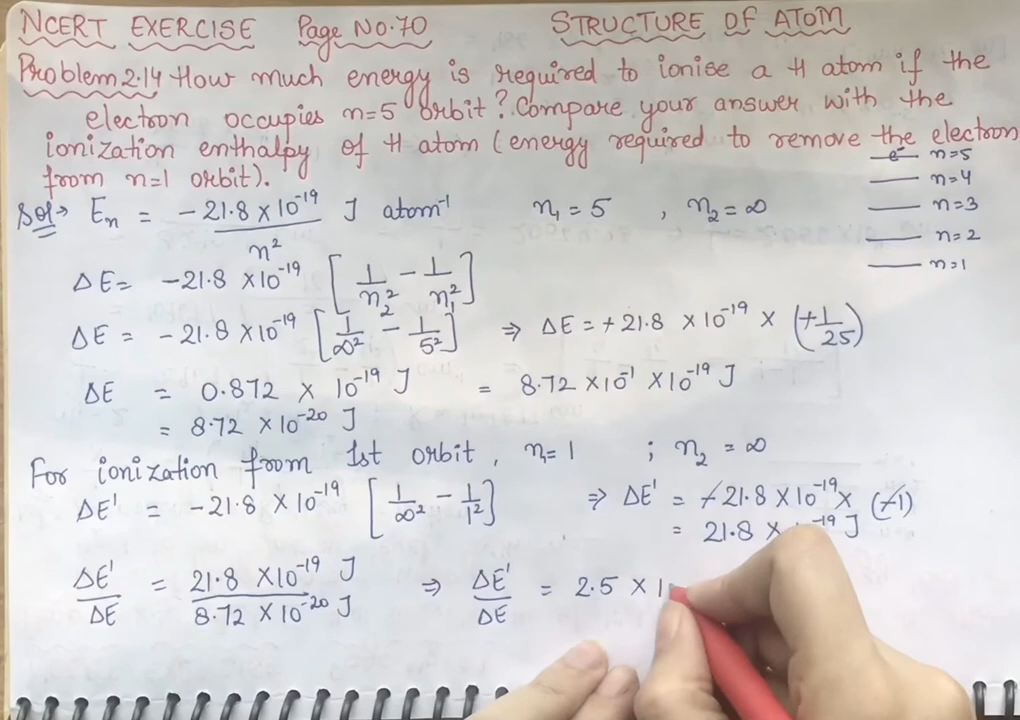 NCERT EXERCISE Page No.70 STRUCTURE OF ATOM
Problem 2.14 How much energy is required to ionise a H atom if the
electron occupies n=5 orbit? Compare your answer with the
ionization enthalpy of H atom (energy required to remove the electron
from n=1 orbit).
e⁻ n=5
n=4
n=3
n=2
n=1
Sol→ Eₙ = -21.8 × 10⁻¹⁹ / n² J atom⁻¹ n₁ = 5 , n₂ = ∞
ΔE = -21.8 × 10⁻¹⁹ [1/n₂² - 1/n₁²]
ΔE = -21.8 × 10⁻¹⁹ [1/∞² - 1/5²] ⇒ ΔE = +21.8 × 10⁻¹⁹ × (+1/25)
ΔE = 0.872 × 10⁻¹⁹ J = 8.72 × 10⁻¹ × 10⁻¹⁹ J
= 8.72 × 10⁻²⁰ J
For ionization from 1st orbit, n₁ = 1 ; n₂ = ∞
ΔE' = -21.8 × 10⁻¹⁹ [1/∞² - 1/1²] ⇒ ΔE' = -21.8 × 10⁻¹⁹ × (-1)
= 21.8 × ⁻¹⁹ J
ΔE'/ΔE = 21.8 × 10⁻¹⁹ J / 8.72 × 10⁻²⁰ J ⇒ ΔE'/ΔE = 2.5 × 1